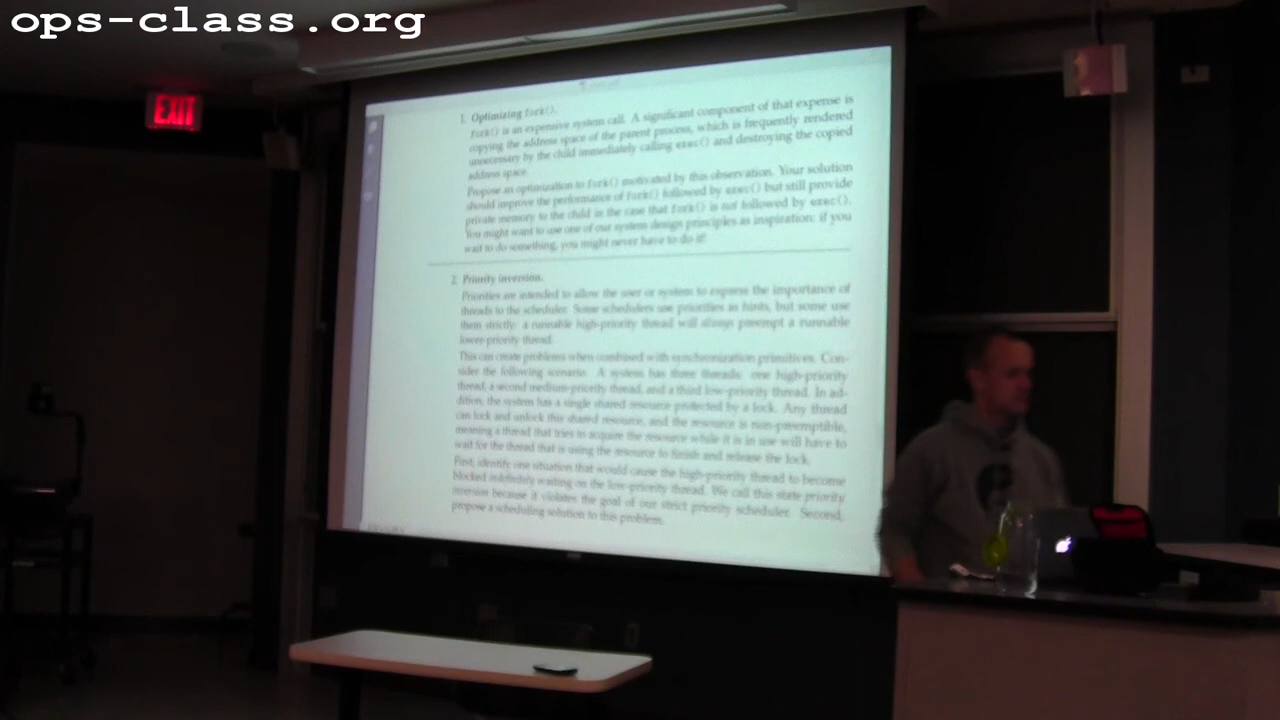 ops-class.org
EXIT
1. Optimizing fork().
fork() is an expensive system call. A significant component of that expense is
copying the address space of the parent process, which is frequently rendered
unnecessary by the child immediately calling exec() and destroying the copied
address space.
Propose an optimization to fork() motivated by this observation. Your solution
should improve the performance of fork() followed by exec() but still provide
private memory to the child in the case that fork() is not followed by exec().
You might want to use one of our system design principles as inspiration: if you
wait to do something, you might never have to do it!
2. Priority inversion.
Priorities are intended to allow the user or system to express the importance of
threads to the scheduler. Some schedulers use priorities as hints, but some use
them strictly: a runnable high-priority thread will always preempt a runnable
lower-priority thread.
This can create problems when combined with synchronization primitives. Con-
sider the following scenario. A system has three threads: one high-priority
thread, a second medium-priority thread, and a third low-priority thread. In ad-
dition, the system has a single shared resource protected by a lock. Any thread
can lock and unlock this shared resource, and the resource is non-preemptible,
meaning a thread that tries to acquire the resource while it is in use will have to
wait for the thread that is using the resource to finish and release the lock.
First, identify one situation that would cause the high-priority thread to become
blocked indefinitely waiting on the low-priority thread. We call this state priority
inversion because it violates the goal of our strict priority scheduler. Second,
propose a scheduling solution to this problem.